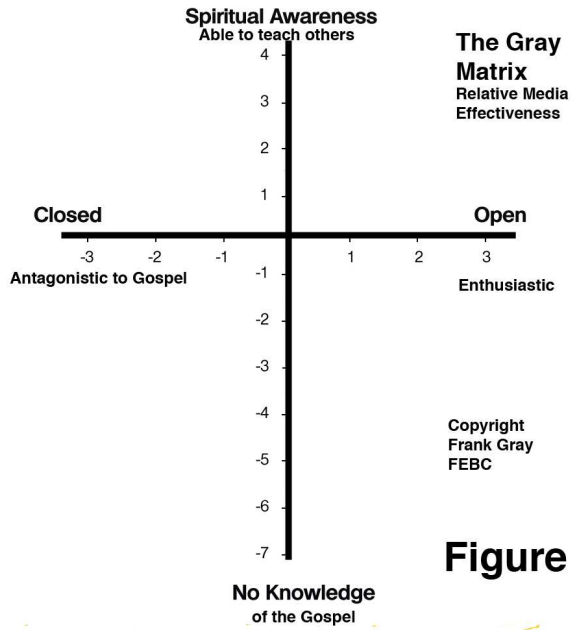 Spiritual Awareness
Able to teach others
The Gray
Matrix
Relative Media
Effectiveness
4
3
2
1
Closed
Open
-3
-2
-1
1
2
3
Antagonistic to Gospel
Enthusiastic
-1
-2
-3
-4
-5
-6
-7
Copyright
Frank Gray
FEBC
Figure
No Knowledge
of the Gospel